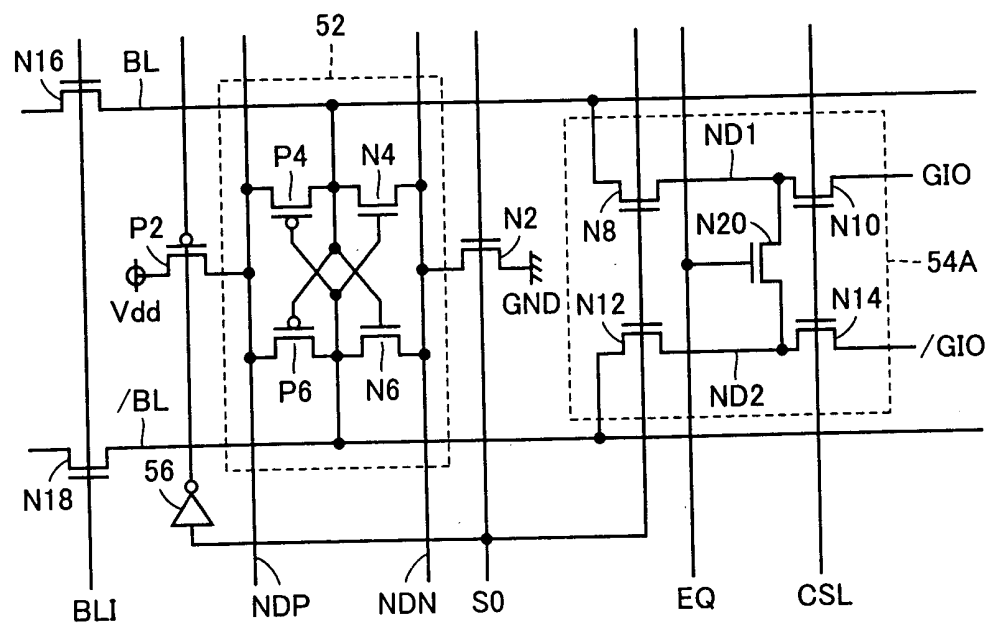 52
N16
BL
ND1
P4
N4
GIO
P2
N2
N8
N20
N10
54A
Vdd
GND
N12
N14
/GIO
P6
N6
ND2
/BL
56
N18
BLI
NDP
NDN
S0
EQ
CSL